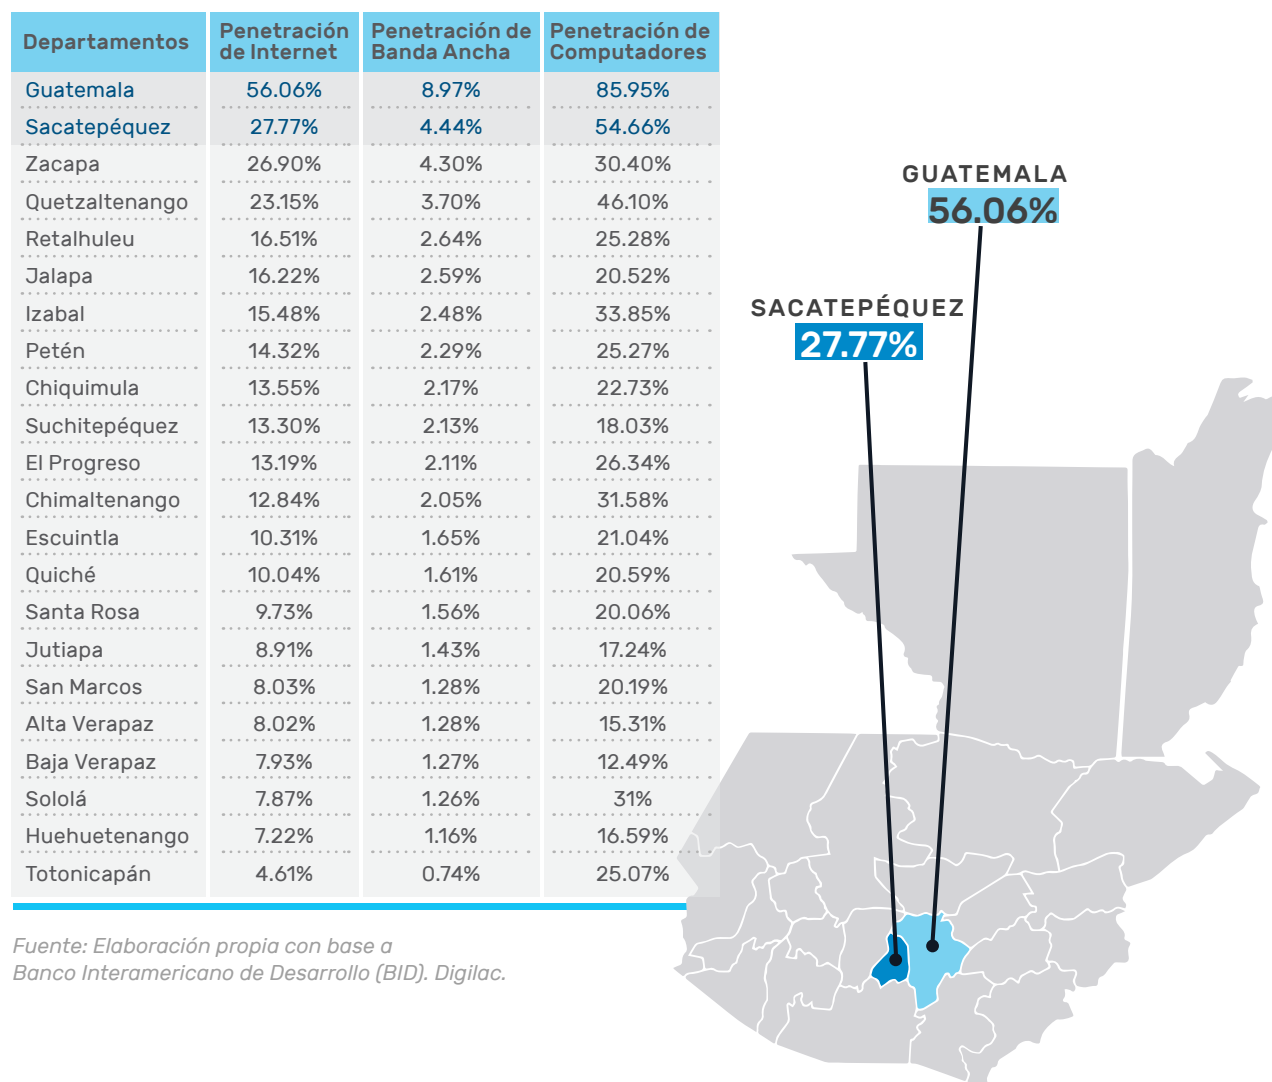 Departamentos Penetración de Internet Penetración de Banda Ancha Penetración de Computadores
Guatemala 56.06% 8.97% 85.95%
Sacatepéquez 27.77% 4.44% 54.66%
Zacapa 26.90% 4.30% 30.40%
Quetzaltenango 23.15% 3.70% 46.10%
Retalhuleu 16.51% 2.64% 25.28%
Jalapa 16.22% 2.59% 20.52%
Izabal 15.48% 2.48% 33.85%
Petén 14.32% 2.29% 25.27%
Chiquimula 13.55% 2.17% 22.73%
Suchitepéquez 13.30% 2.13% 18.03%
El Progreso 13.19% 2.11% 26.34%
Chimaltenango 12.84% 2.05% 31.58%
Escuintla 10.31% 1.65% 21.04%
Quiché 10.04% 1.61% 20.59%
Santa Rosa 9.73% 1.56% 20.06%
Jutiapa 8.91% 1.43% 17.24%
San Marcos 8.03% 1.28% 20.19%
Alta Verapaz 8.02% 1.28% 15.31%
Baja Verapaz 7.93% 1.27% 12.49%
Sololá 7.87% 1.26% 31%
Huehuetenango 7.22% 1.16% 16.59%
Totonicapán 4.61% 0.74% 25.07%
Fuente: Elaboración propia con base a
Banco Interamericano de Desarrollo (BID). Digilac.
GUATEMALA
56.06%
SACATEPÉQUEZ
27.77%